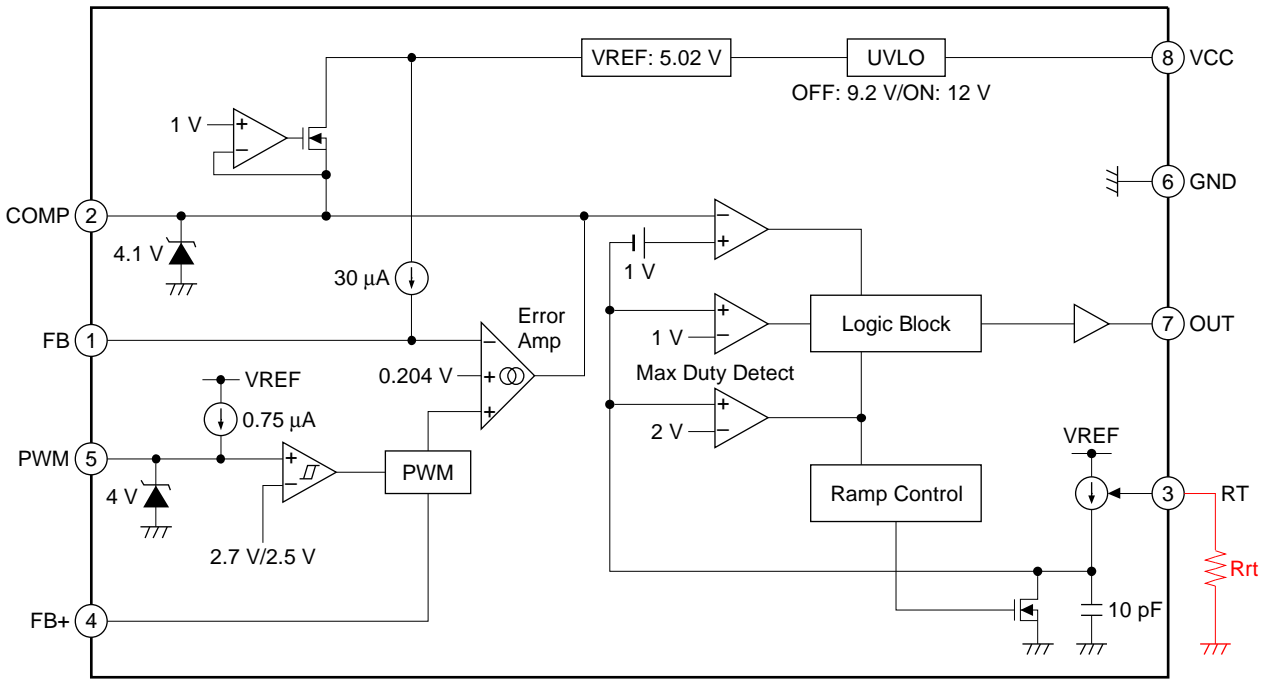 VREF: 5.02 V
UVLO
8
VCC
OFF: 9.2 V/ON: 12 V
1 V
+
−
6
GND
COMP
2
−
+
4.1 V
1 V
30 μA
Error
Amp
FB
1
−
+
1 V
−
Logic Block
7
OUT
0.204 V
+
+
Max Duty Detect
VREF
0.75 μA
+
2 V
−
VREF
PWM
5
+
−
PWM
4 V
Ramp Control
3
RT
2.7 V/2.5 V
Rrt
FB+
4
10 pF